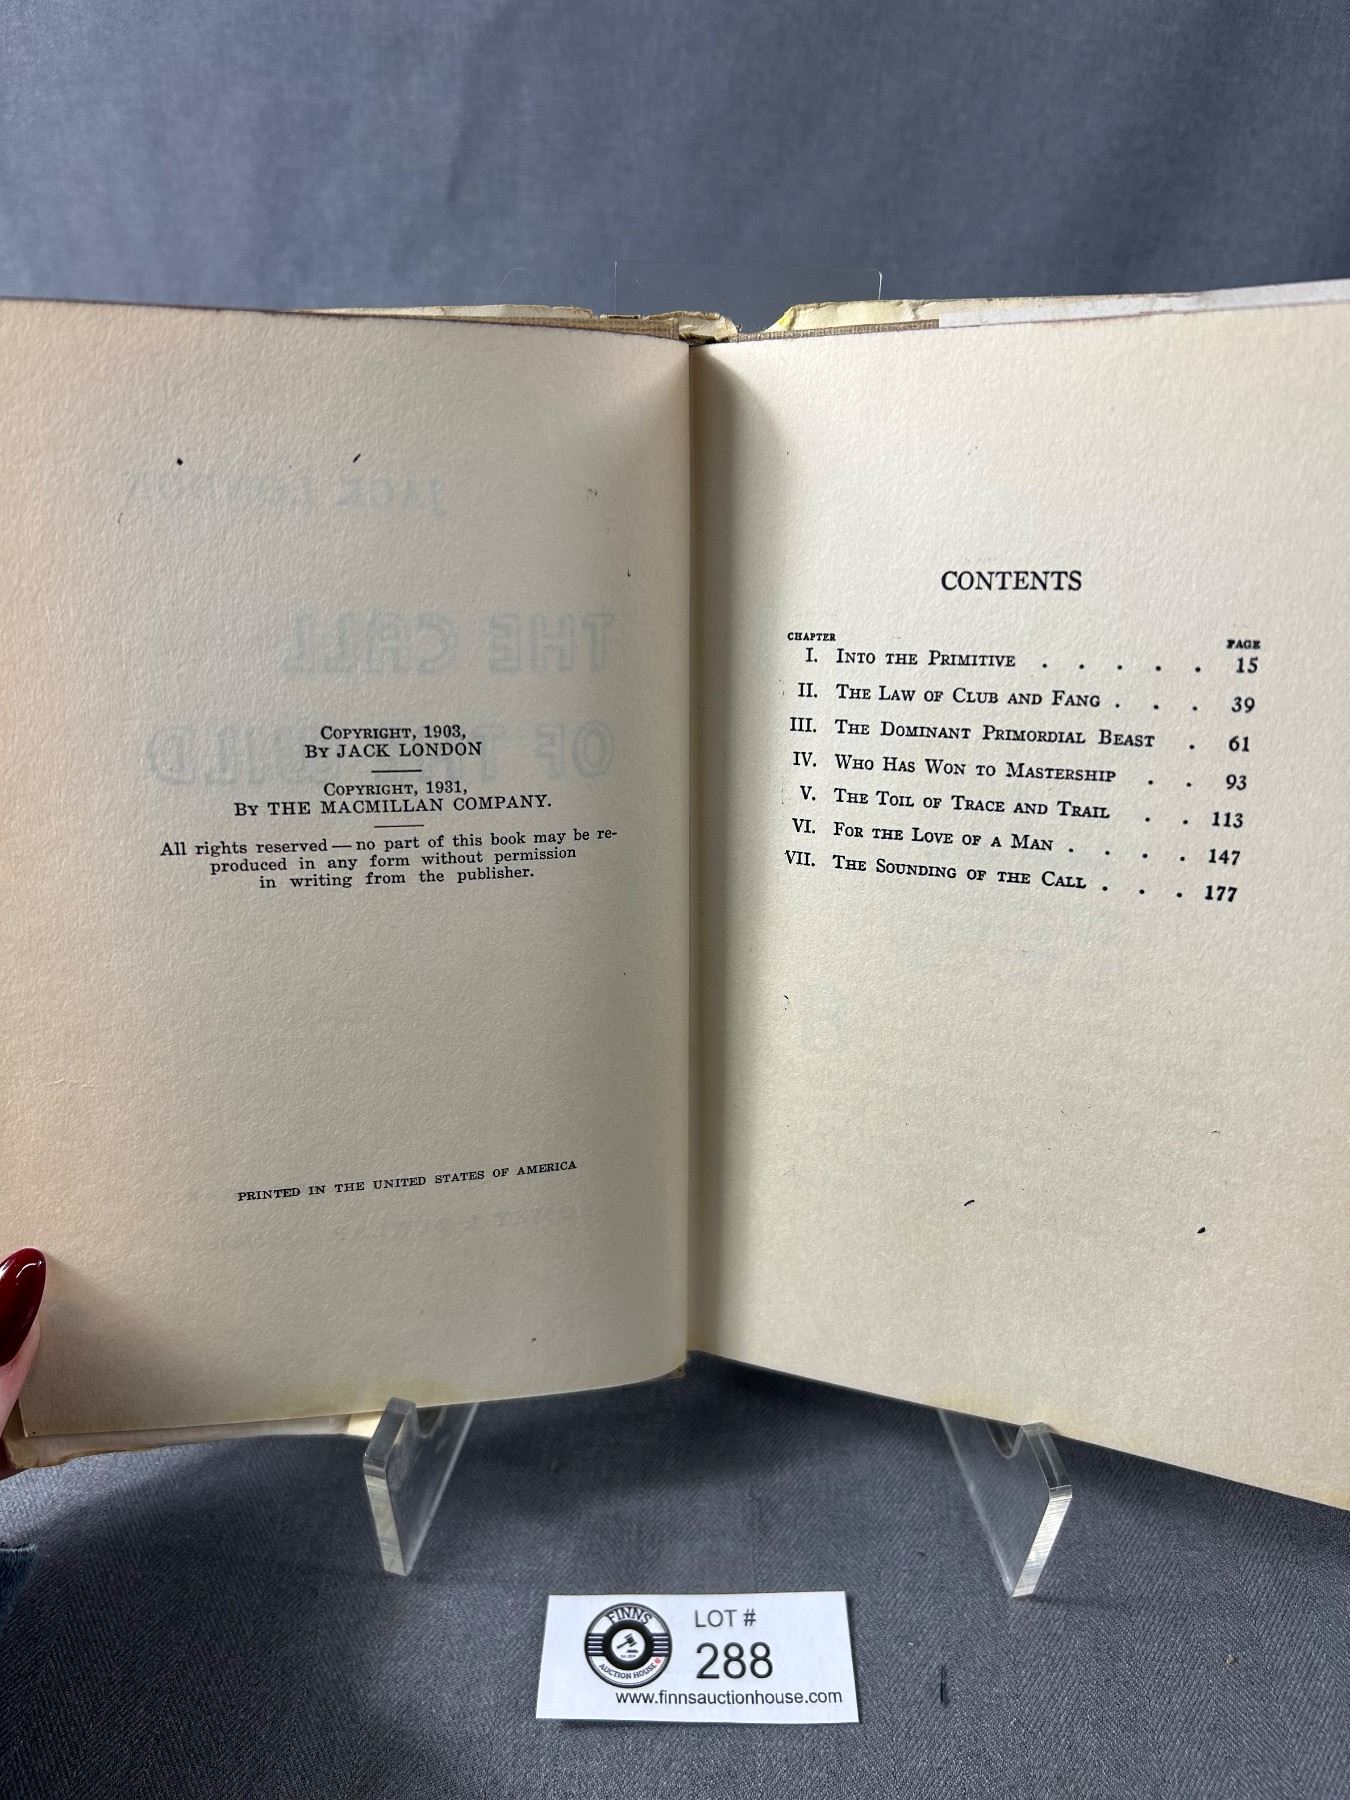 COPYRIGHT, 1903,
BY JACK LONDON
COPYRIGHT, 1931,
BY THE MACMILLAN COMPANY.
All rights reserved — no part of this book may be re-
produced in any form without permission
in writing from the publisher.
PRINTED IN THE UNITED STATES OF AMERICA
CONTENTS
CHAPTER PAGE
I. INTO THE PRIMITIVE . . . . . 15
II. THE LAW OF CLUB AND FANG . . . 39
III. THE DOMINANT PRIMORDIAL BEAST . 61
IV. WHO HAS WON TO MASTERSHIP . . 93
V. THE TOIL OF TRACE AND TRAIL . . 113
VI. FOR THE LOVE OF A MAN . . . . 147
VII. THE SOUNDING OF THE CALL . . . 177
FINNS
AUCTION HOUSE
LOT #
288
www.finnsauctionhouse.com